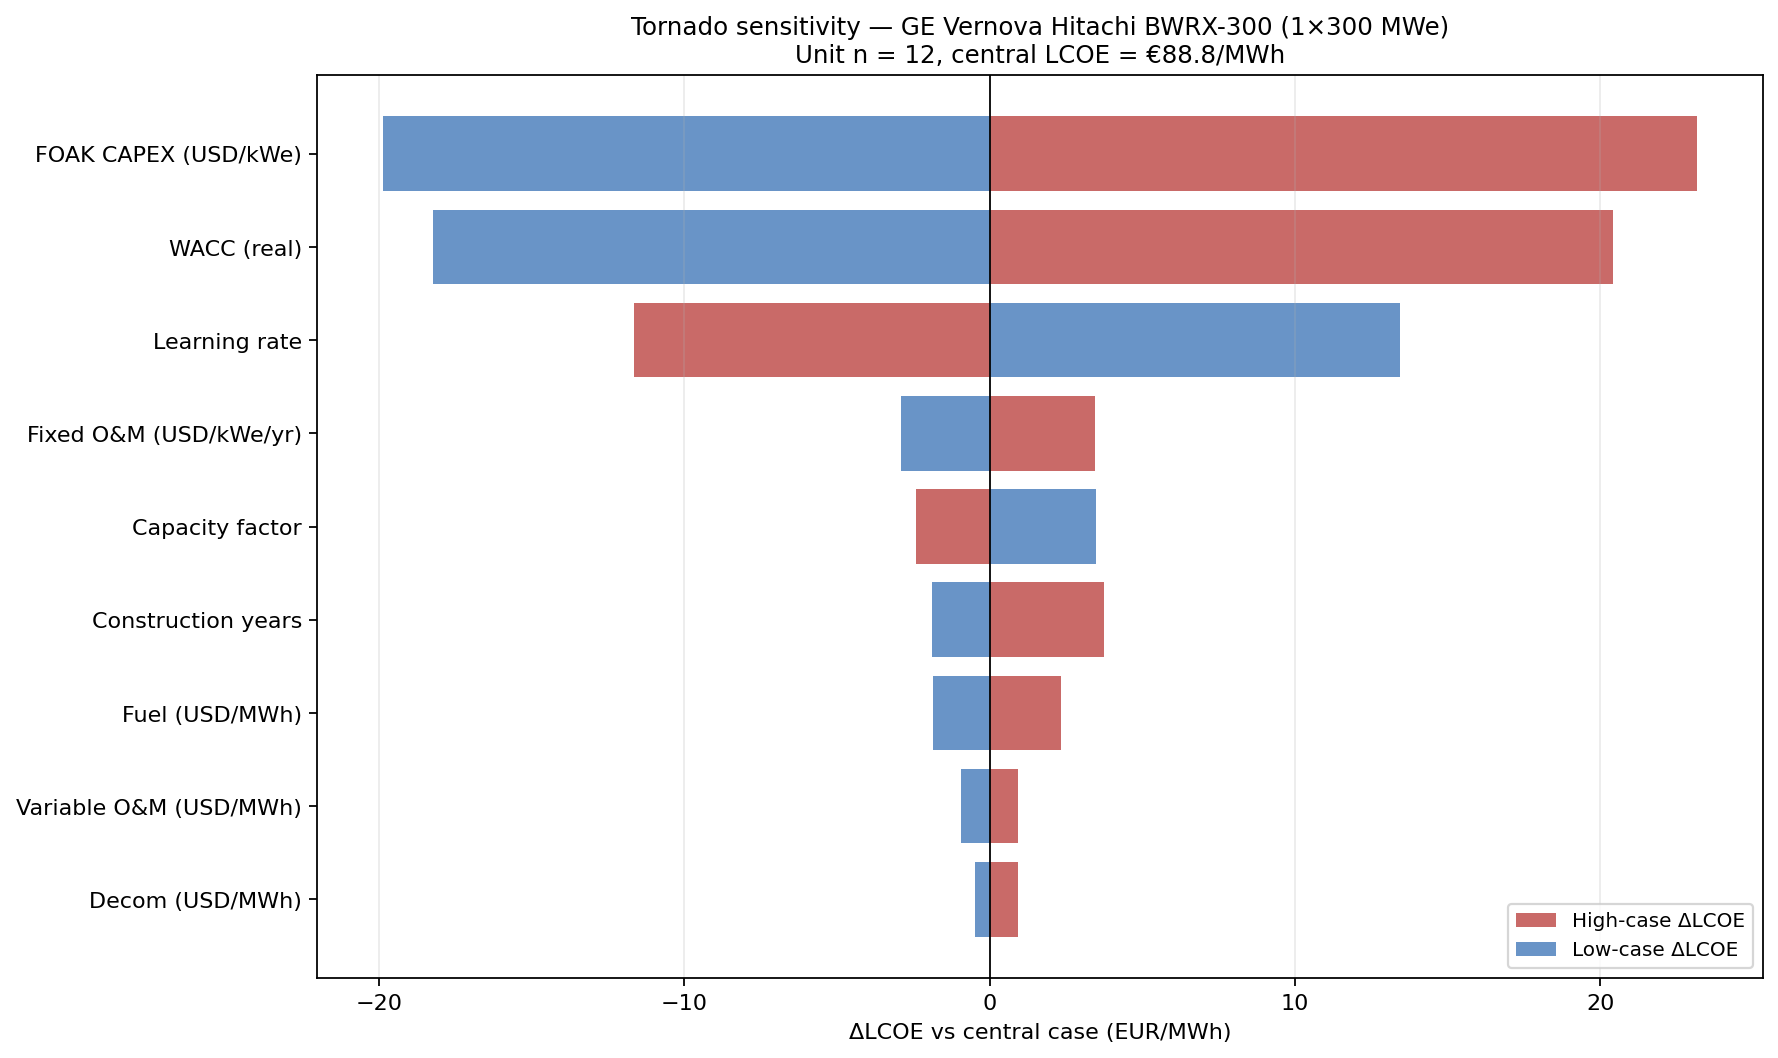 Tornado sensitivity — GE Vernova Hitachi BWRX-300 (1×300 MWe)
Unit n = 12, central LCOE = €88.8/MWh
FOAK CAPEX (USD/kWe)
WACC (real)
Learning rate
Fixed O&M (USD/kWe/yr)
Capacity factor
Construction years
Fuel (USD/MWh)
Variable O&M (USD/MWh)
Decom (USD/MWh)
High-case ΔLCOE
Low-case ΔLCOE
−20 −10 0 10 20
ΔLCOE vs central case (EUR/MWh)